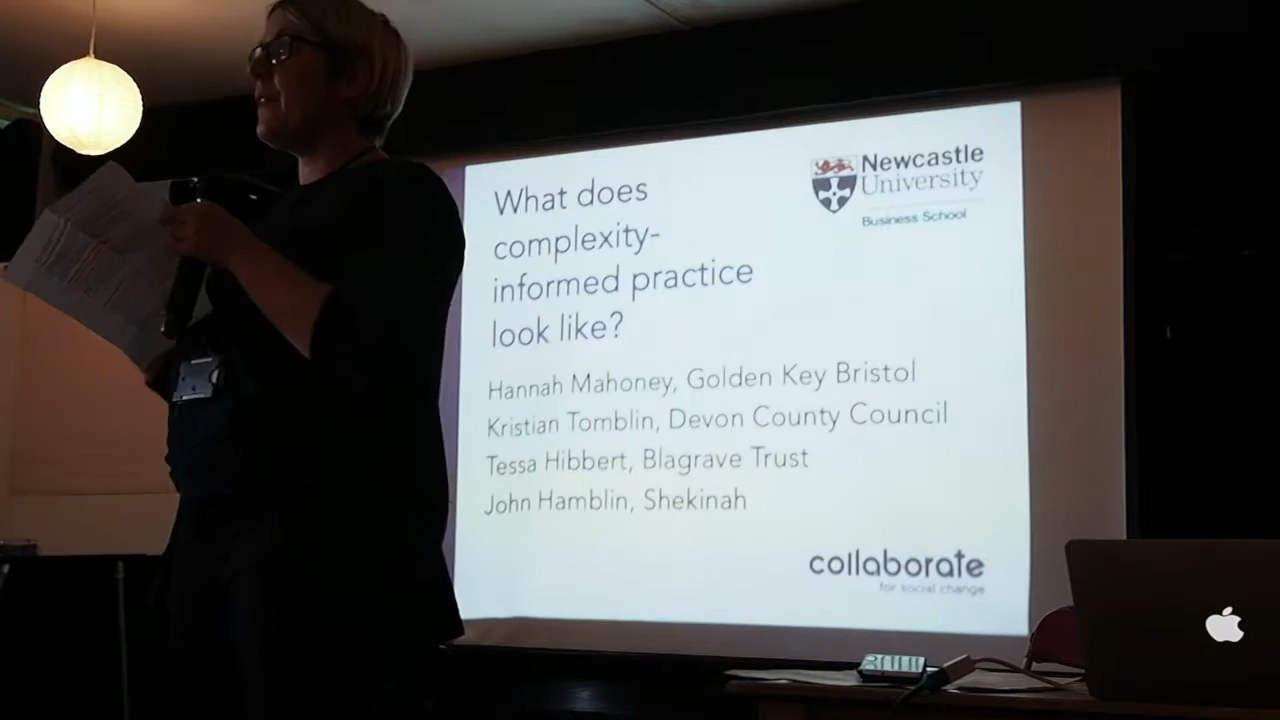 What does
complexity-
informed practice
look like?
Newcastle
University
Business School
Hannah Mahoney, Golden Key Bristol
Kristian Tomblin, Devon County Council
Tessa Hibbert, Blagrave Trust
John Hamblin, Shekinah
collaborate
for social change